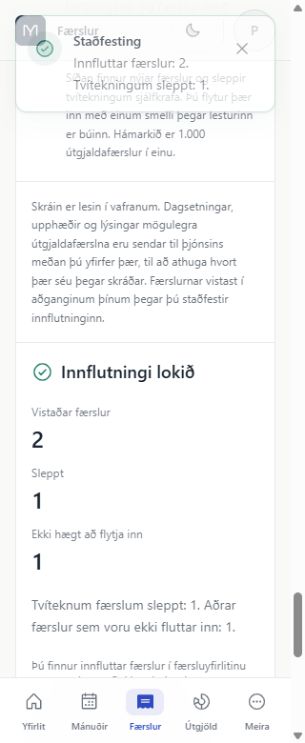 M Færslur P
Staðfesting
Innfluttar færslur: 2.
Tvítekningum sleppt: 1.
Síðan finnur nýjar færslur og sleppir
tvítekningum sjálfkrafa. Þú flytur þær
inn með einum smelli þegar lesturinn
er búinn. Hámarkið er 1.000
útgjaldafærslur í einu.
Skráin er lesin í vafranum. Dagsetningar,
upphæðir og lýsingar mögulegra
útgjaldafærslna eru sendar til þjónsins
meðan þú yfirfer þær, til að athuga hvort
þær séu þegar skráðar. Færslurnar vistast í
aðganginum þínum þegar þú staðfestir
innflutninginn.
Innflutningi lokið
Vistaðar færslur
2
Sleppt
1
Ekki hægt að flytja inn
1
Tvíteknum færslum sleppt: 1. Aðrar
færslur sem voru ekki fluttar inn: 1.
Þú finnur innfluttar færslur í færsluyfirlitinu
Yfirlit Mánuðir Færslur Útgjöld Meira